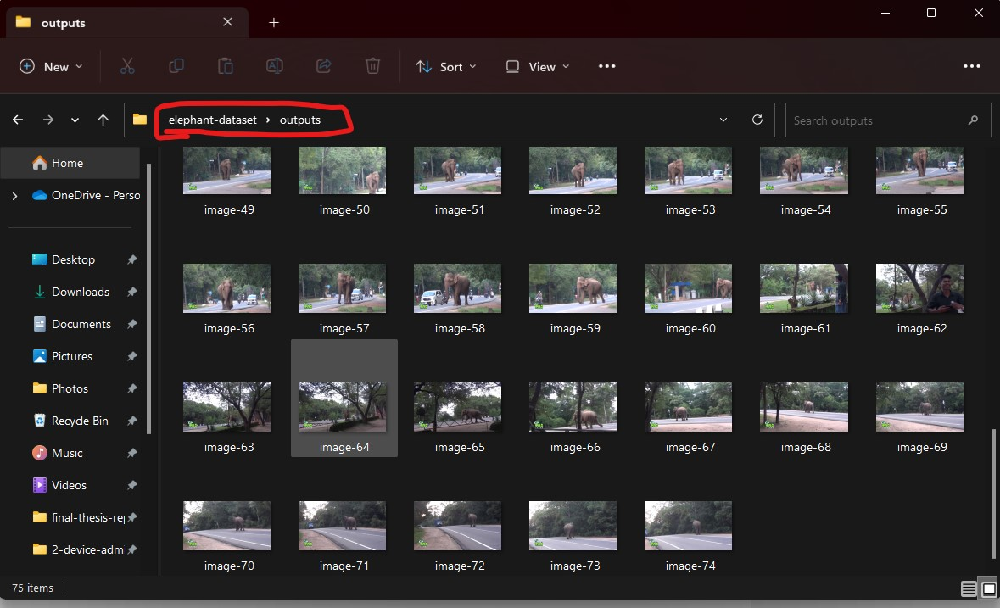 outputs
New
Sort
View
elephant-dataset > outputs
Search outputs
Home
OneDrive - Perso
Desktop
Downloads
Documents
Pictures
Photos
Recycle Bin
Music
Videos
final-thesis-rep
2-device-adm
image-49 image-50 image-51 image-52 image-53 image-54 image-55
image-56 image-57 image-58 image-59 image-60 image-61 image-62
image-63 image-64 image-65 image-66 image-67 image-68 image-69
image-70 image-71 image-72 image-73 image-74
75 items